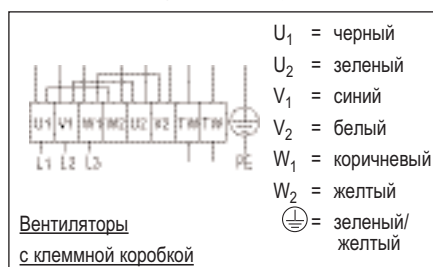 U1 V1 W1 W2 U2 V2 TW TW
L1 L2 L3 PE
Вентиляторы
с клеммной коробкой
U1 = черный
U2 = зеленый
V1 = синий
V2 = белый
W1 = коричневый
W2 = желтый
= зеленый/
желтый